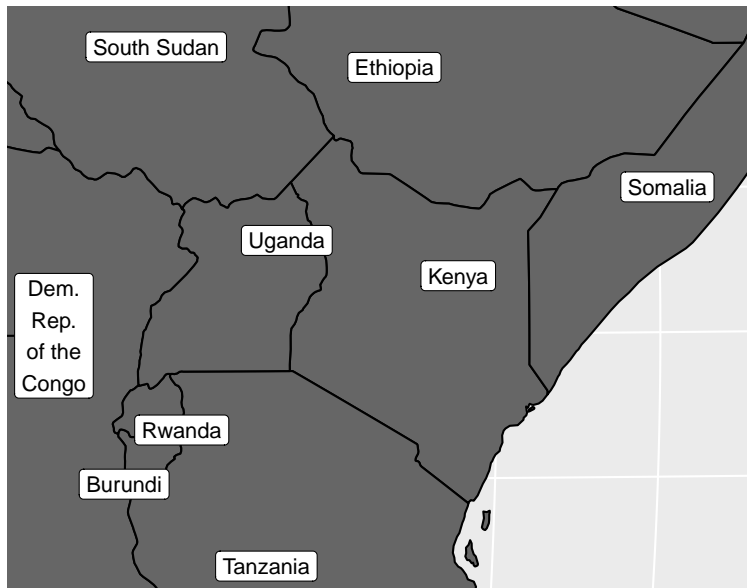 South Sudan
Ethiopia
Somalia
Uganda
Kenya
Dem.
Rep.
of the
Congo
Rwanda
Burundi
Tanzania